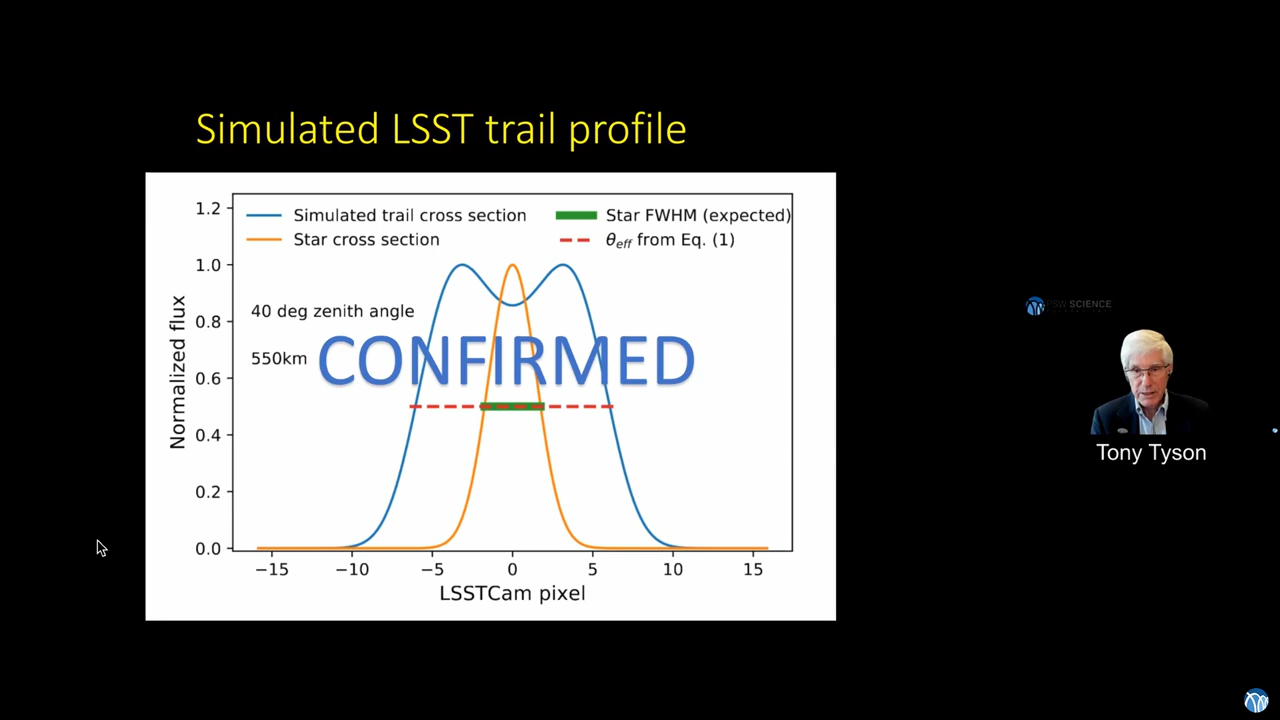 Simulated LSST trail profile
1.2
1.0
0.8
0.6
0.4
0.2
0.0
Normalized flux
Simulated trail cross section
Star cross section
Star FWHM (expected)
θeff from Eq. (1)
40 deg zenith angle
550km
CONFIRMED
−15
−10
−5
0
5
10
15
LSSTCam pixel
PSW SCIENCE
Tony Tyson